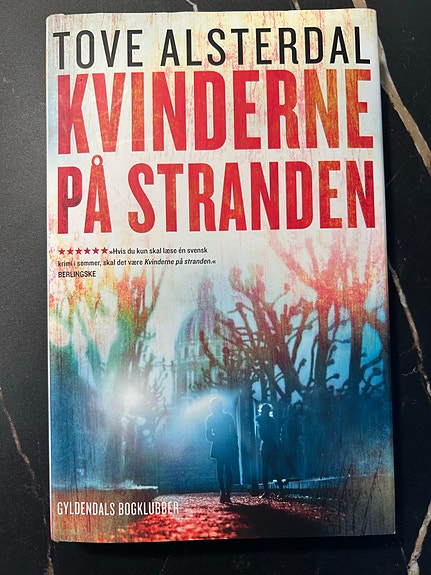 TOVE ALSTERDAL
KVINDERNE
PÅ STRANDEN
★★★★★★»Hvis du kun skal læse én svensk
krimi i sommer, skal det være Kvinderne på stranden.«
BERLINGSKE
GYLDENDALS BOGKLUBBER